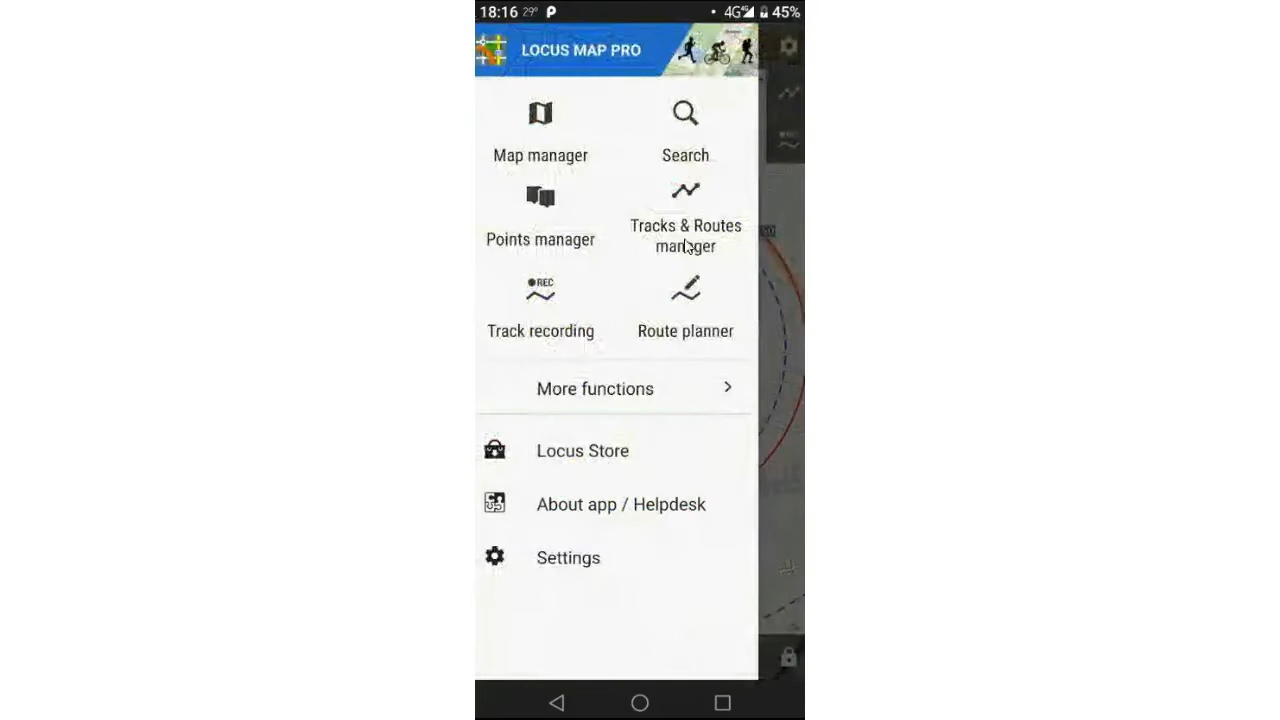 18:16 29° P 4G 45%
LOCUS MAP PRO
Map manager
Search
Points manager
Tracks & Routes
manager
REC
Track recording
Route planner
More functions
Locus Store
About app / Helpdesk
Settings